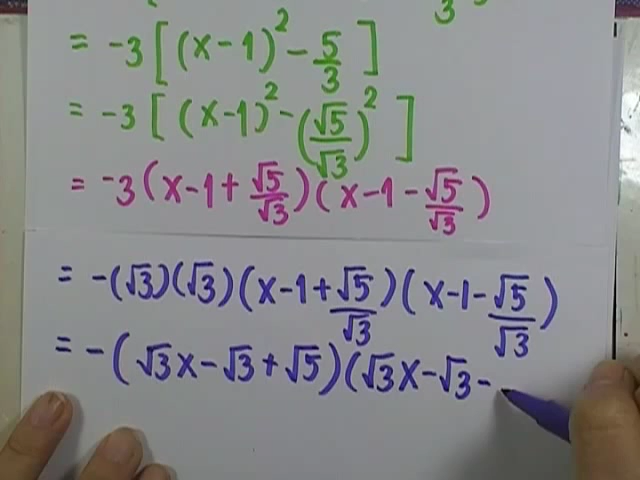 3
= -3[(x-1)² - 5/3]
= -3[(x-1)² - (√5/√3)²]
= -3(x-1+√5/√3)(x-1-√5/√3)
= -(√3)(√3)(x-1+√5/√3)(x-1-√5/√3)
= -(√3x-√3+√5)(√3x-√3-